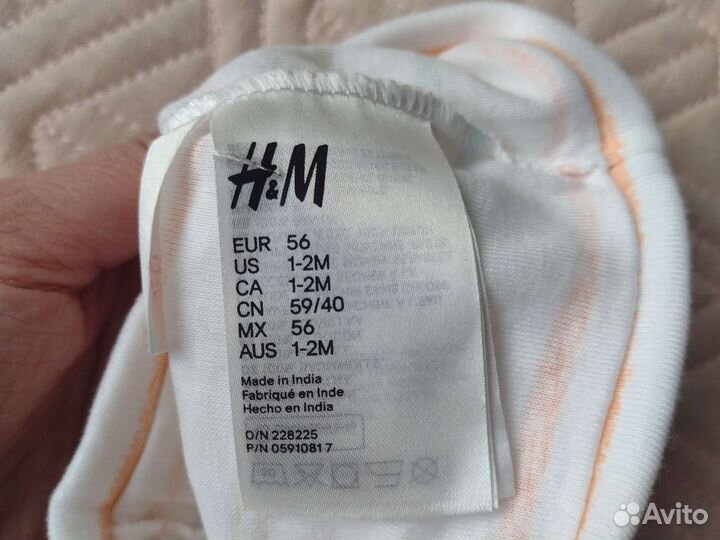 H&M
EUR 56
US 1-2M
CA 1-2M
CN 59/40
MX 56
AUS 1-2M
Made in India
Fabriqué en Inde
Hecho en India
O/N 228225
P/N 05910817
Avito